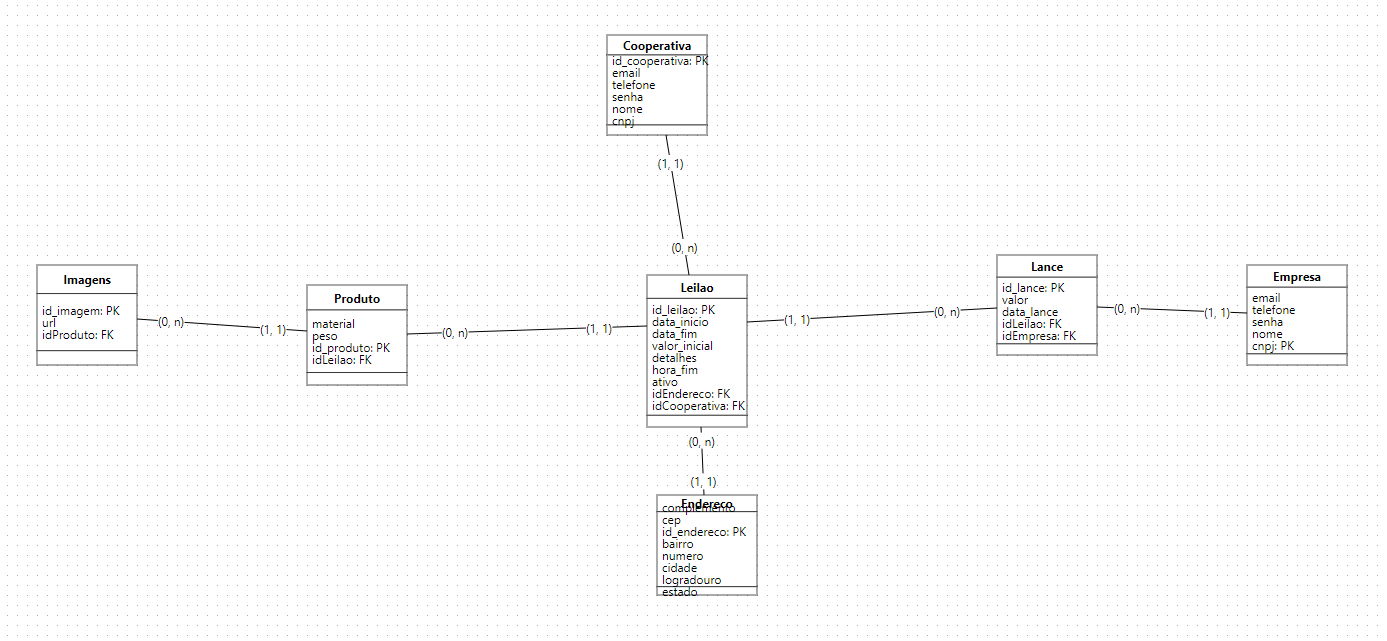 Cooperativa
id_cooperativa: PK
email
telefone
senha
nome
cnpj
(1, 1)
(0, n)
Imagens
id_imagem: PK
url
idProduto: FK
(0, n)
(1, 1)
Produto
material
peso
id_produto: PK
idLeilao: FK
(0, n)
(1, 1)
Leilao
id_leilao: PK
data_inicio
data_fim
valor_inicial
detalhes
hora_fim
ativo
idEndereco: FK
idCooperativa: FK
(1, 1)
(0, n)
Lance
id_lance: PK
valor
data_lance
idLeilao: FK
idEmpresa: FK
(0, n)
(1, 1)
Empresa
email
telefone
senha
nome
cnpj: PK
(0, n)
(1, 1)
Endereco
complemento
cep
id_endereco: PK
bairro
numero
cidade
logradouro
estado